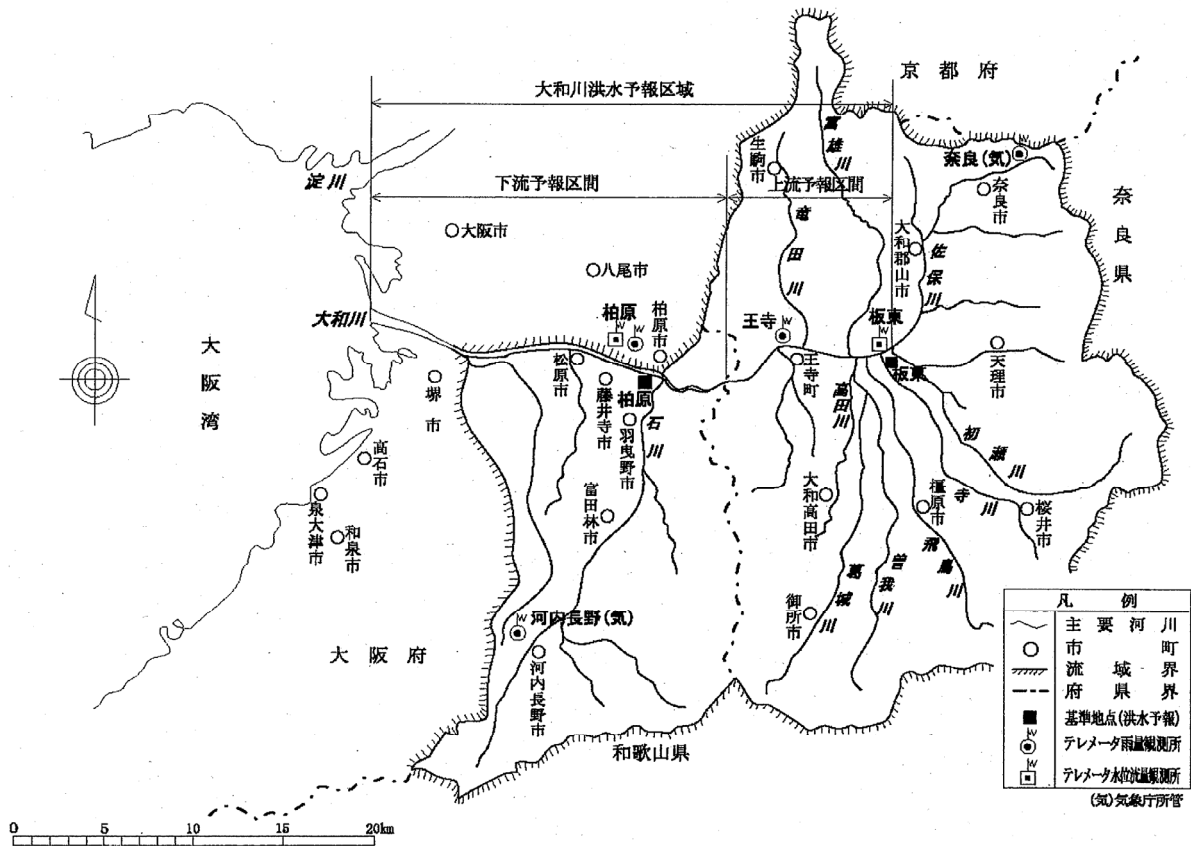 京都府
大和川洪水予報区域
富雄川
生駒市
奈良(気)
淀川
下流予報区間
上流予報区間
奈良市
奈良県
大阪市
竜田川
大和郡山市
佐保川
八尾市
大和川
柏原
柏原市
王寺
板東
大阪湾
松原市
王寺町
板東
天理市
堺市
藤井寺市
柏原
石川
高田川
羽曳野市
初瀬川
高石市
富田林市
大和高田市
橿原市
寺川
桜井市
泉大津市
和泉市
飛鳥川
曽我川
葛城川
御所市
河内長野(気)
大阪府
河内長野市
和歌山県
凡例
主要河川
市町
流域界
府県界
基準地点(洪水予報)
テレメータ雨量観測所
テレメータ水位流量観測所
(気)気象庁所管
0 5 10 15 20km